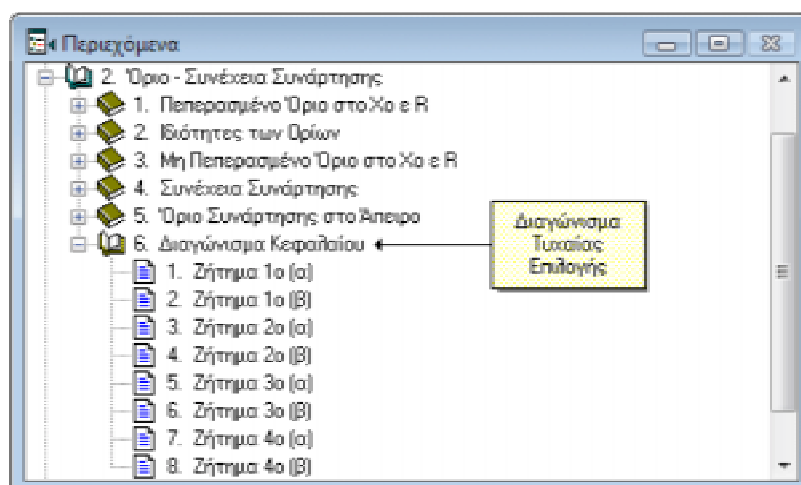 Περιεχόμενα
2. Όριο - Συνέχεια Συνάρτησης
1. Πεπερασμένο Όριο στο Χο e R
2. Ιδιότητες των Ορίων
3. Μη Πεπερασμένο Όριο στο Χο e R
4. Συνέχεια Συνάρτησης
5. Όριο Συνάρτησης στο Άπειρο
6. Διαγώνισμα Κεφαλαίου
Διαγώνισμα
Τυχαίας
Επιλογής
1. Ζήτημα 1ο (α)
2. Ζήτημα 1ο (β)
3. Ζήτημα 2ο (α)
4. Ζήτημα 2ο (β)
5. Ζήτημα 3ο (α)
6. Ζήτημα 3ο (β)
7. Ζήτημα 4ο (α)
8. Ζήτημα 4ο (β)